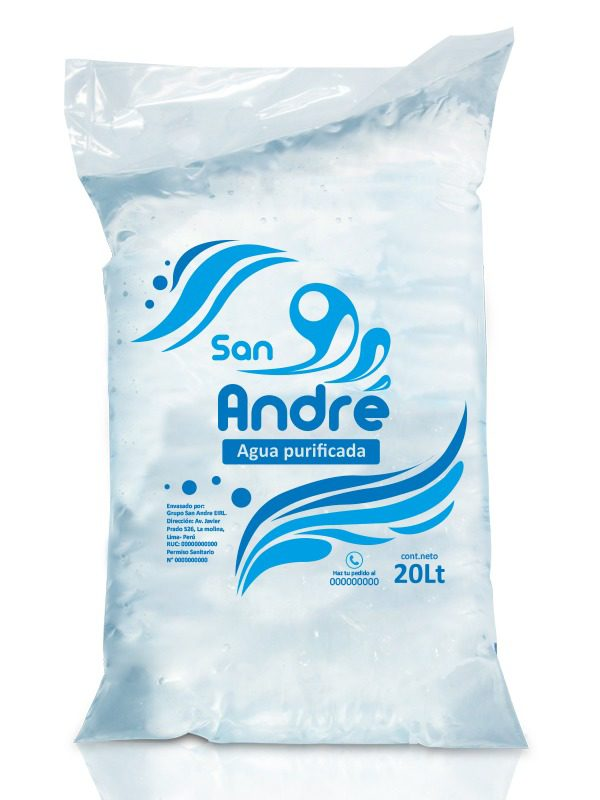 San
André
Agua purificada
Envasado por:
Grupo San Andre EIRL.
Dirección: Av. Javier
Prado 526, La molina,
Lima- Perú
RUC: 00000000000
Permiso Sanitario
N° 0000000000
Haz tu pedido al
000000000
cont.neto
20Lt